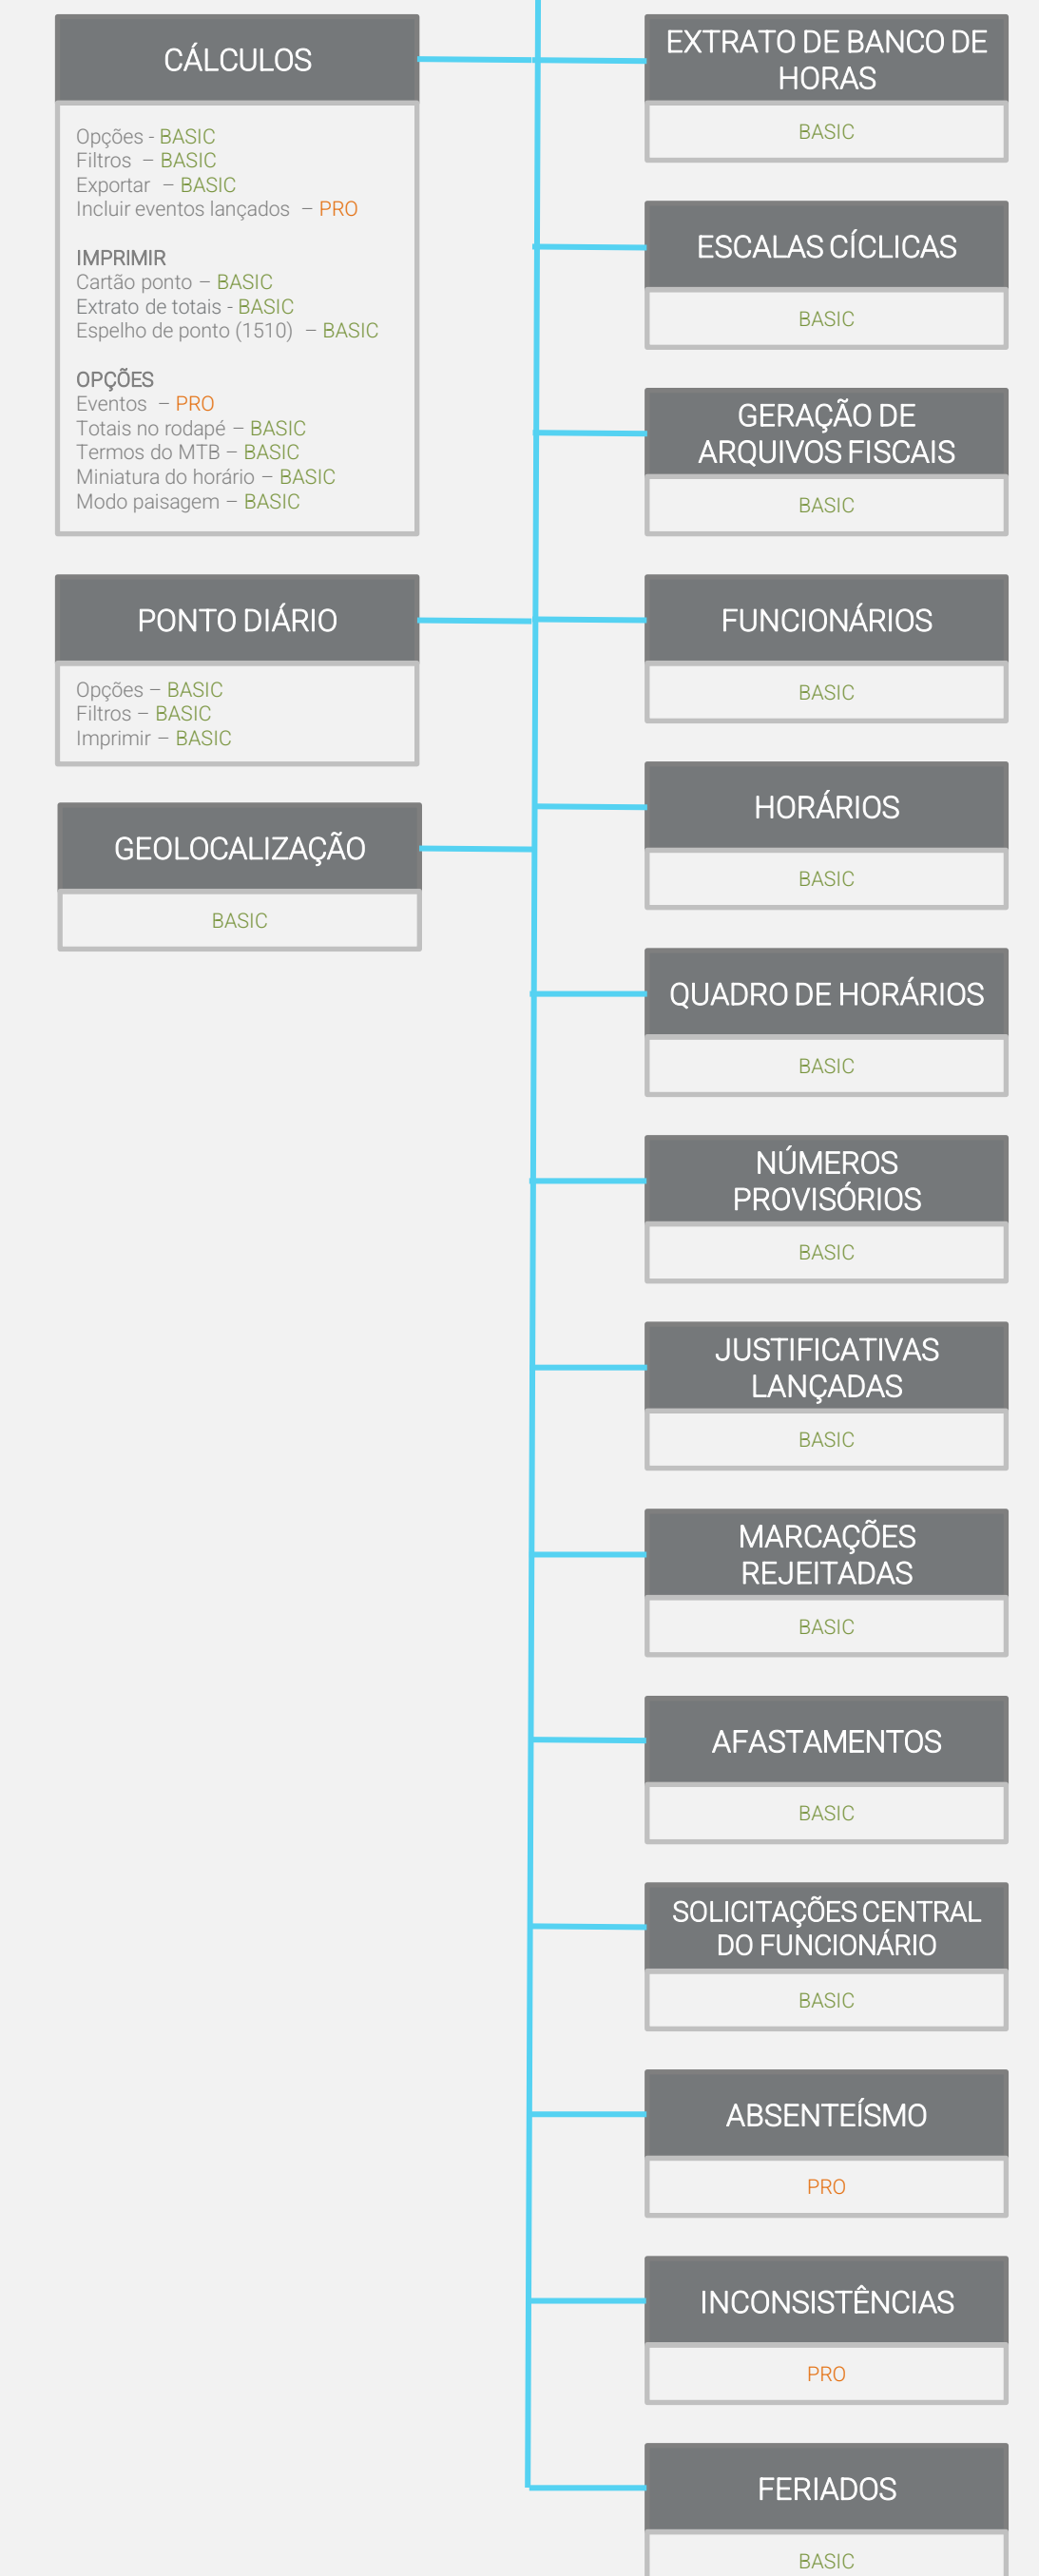 CÁLCULOS
Opções - BASIC
Filtros – BASIC
Exportar – BASIC
Incluir eventos lançados – PRO
IMPRIMIR
Cartão ponto – BASIC
Extrato de totais - BASIC
Espelho de ponto (1510) – BASIC
OPÇÕES
Eventos – PRO
Totais no rodapé – BASIC
Termos do MTB – BASIC
Miniatura do horário – BASIC
Modo paisagem – BASIC
PONTO DIÁRIO
Opções – BASIC
Filtros – BASIC
Imprimir – BASIC
GEOLOCALIZAÇÃO
BASIC
EXTRATO DE BANCO DE
HORAS
BASIC
ESCALAS CÍCLICAS
BASIC
GERAÇÃO DE
ARQUIVOS FISCAIS
BASIC
FUNCIONÁRIOS
BASIC
HORÁRIOS
BASIC
QUADRO DE HORÁRIOS
BASIC
NÚMEROS
PROVISÓRIOS
BASIC
JUSTIFICATIVAS
LANÇADAS
BASIC
MARCAÇÕES
REJEITADAS
BASIC
AFASTAMENTOS
BASIC
SOLICITAÇÕES CENTRAL
DO FUNCIONÁRIO
BASIC
ABSENTEÍSMO
PRO
INCONSISTÊNCIAS
PRO
FERIADOS
BASIC